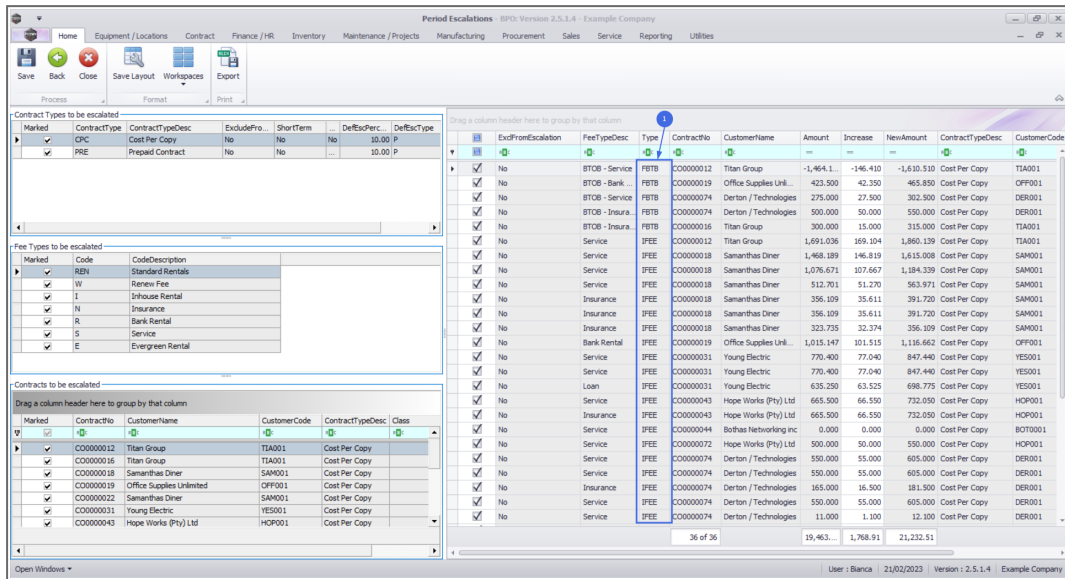 Period Escalations - BPO: Version 2.5.1.4 - Example Company
Home Equipment / Locations Contract Finance / HR Inventory Maintenance / Projects Manufacturing Procurement Sales Service Reporting Utilities
Save Back Close Save Layout Workspaces Export
Process Format Print
Contract Types to be escalated
Marked ContractType ContractTypeDesc ExcludeFro... ShortTerm ... DefEscPerc... DefEscType
CPC Cost Per Copy No No No 10.00 P
PRE Prepaid Contract No No ... 10.00 P
Fee Types to be escalated
Marked Code CodeDescription
REN Standard Rentals
W Renew Fee
I Inhouse Rental
N Insurance
R Bank Rental
S Service
E Evergreen Rental
Contracts to be escalated
Drag a column header here to group by that column
Marked ContractNo CustomerName CustomerCode ContractTypeDesc Class
CO0000012 Titan Group TIA001 Cost Per Copy
CO0000016 Titan Group TIA001 Cost Per Copy
CO0000018 Samanthas Diner SAM001 Cost Per Copy
CO0000019 Office Supplies Unlimited OFF001 Cost Per Copy
CO0000022 Samanthas Diner SAM001 Cost Per Copy
CO0000031 Young Electric YES001 Cost Per Copy
CO0000043 Hope Works (Pty) Ltd HOP001 Cost Per Copy
Drag a column header here to group by that column
1
ExclFromEscalation FeeTypeDesc Type ContractNo CustomerName Amount Increase NewAmount ContractTypeDesc CustomerCode
No BTOB - Service FBTB CO0000012 Titan Group -1,464.1... -146.410 -1,610.510 Cost Per Copy TIA001
No BTOB - Bank ... FBTB CO0000019 Office Supplies Unli... 423.500 42.350 465.850 Cost Per Copy OFF001
No BTOB - Service FBTB CO0000074 Derton / Technologies 275.000 27.500 302.500 Cost Per Copy DER001
No BTOB - Insura... FBTB CO0000074 Derton / Technologies 500.000 50.000 550.000 Cost Per Copy DER001
No BTOB - Insura... FBTB CO0000016 Titan Group 300.000 15.000 315.000 Cost Per Copy TIA001
No Service IFEE CO0000012 Titan Group 1,691.036 169.104 1,860.139 Cost Per Copy TIA001
No Service IFEE CO0000018 Samanthas Diner 1,468.189 146.819 1,615.008 Cost Per Copy SAM001
No Service IFEE CO0000018 Samanthas Diner 1,076.671 107.667 1,184.339 Cost Per Copy SAM001
No Service IFEE CO0000018 Samanthas Diner 512.701 51.270 563.971 Cost Per Copy SAM001
No Insurance IFEE CO0000018 Samanthas Diner 356.109 35.611 391.720 Cost Per Copy SAM001
No Insurance IFEE CO0000018 Samanthas Diner 356.109 35.611 391.720 Cost Per Copy SAM001
No Insurance IFEE CO0000018 Samanthas Diner 323.735 32.374 356.109 Cost Per Copy SAM001
No Bank Rental IFEE CO0000019 Office Supplies Unli... 1,015.147 101.515 1,116.662 Cost Per Copy OFF001
No Service IFEE CO0000031 Young Electric 770.400 77.040 847.440 Cost Per Copy YES001
No Service IFEE CO0000031 Young Electric 770.400 77.040 847.440 Cost Per Copy YES001
No Loan IFEE CO0000031 Young Electric 635.250 63.525 698.775 Cost Per Copy YES001
No Service IFEE CO0000043 Hope Works (Pty) Ltd 665.500 66.550 732.050 Cost Per Copy HOP001
No Insurance IFEE CO0000043 Hope Works (Pty) Ltd 665.500 66.550 732.050 Cost Per Copy HOP001
No Service IFEE CO0000044 Bothas Networking inc 0.000 0.000 0.000 Cost Per Copy BOT0001
No Service IFEE CO0000072 Hope Works (Pty) Ltd 500.000 50.000 550.000 Cost Per Copy HOP001
No Service IFEE CO0000074 Derton / Technologies 550.000 55.000 605.000 Cost Per Copy DER001
No Service IFEE CO0000074 Derton / Technologies 550.000 55.000 605.000 Cost Per Copy DER001
No Insurance IFEE CO0000074 Derton / Technologies 165.000 16.500 181.500 Cost Per Copy DER001
No Service IFEE CO0000074 Derton / Technologies 550.000 55.000 605.000 Cost Per Copy DER001
No Service IFEE CO0000074 Derton / Technologies 11.000 1.100 12.100 Cost Per Copy DER001
36 of 36 19,463.... 1,768.91 21,232.51
Open Windows User : Bianca 21/02/2023 Version : 2.5.1.4 Example Company